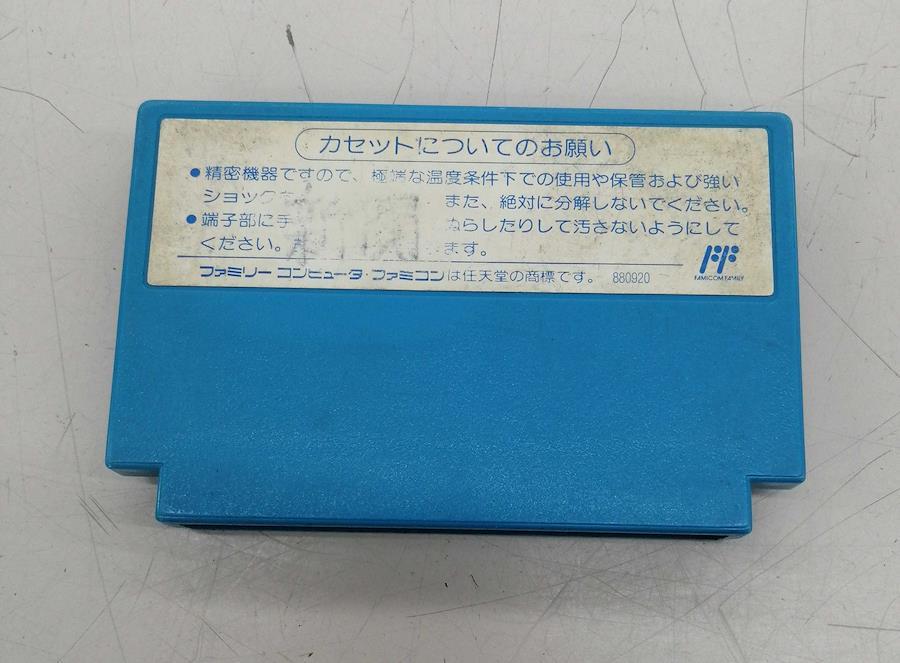 カセットについてのお願い
●精密機器ですので、極端な温度条件下での使用や保管および強い
ショック また、絶対に分解しないでください。
●端子部に手 ぬらしたりして汚さないようにして
ください。 ます。
ファミリー コンピュータ・ファミコンは任天堂の商標です。 880920
FAMICOM FAMILY